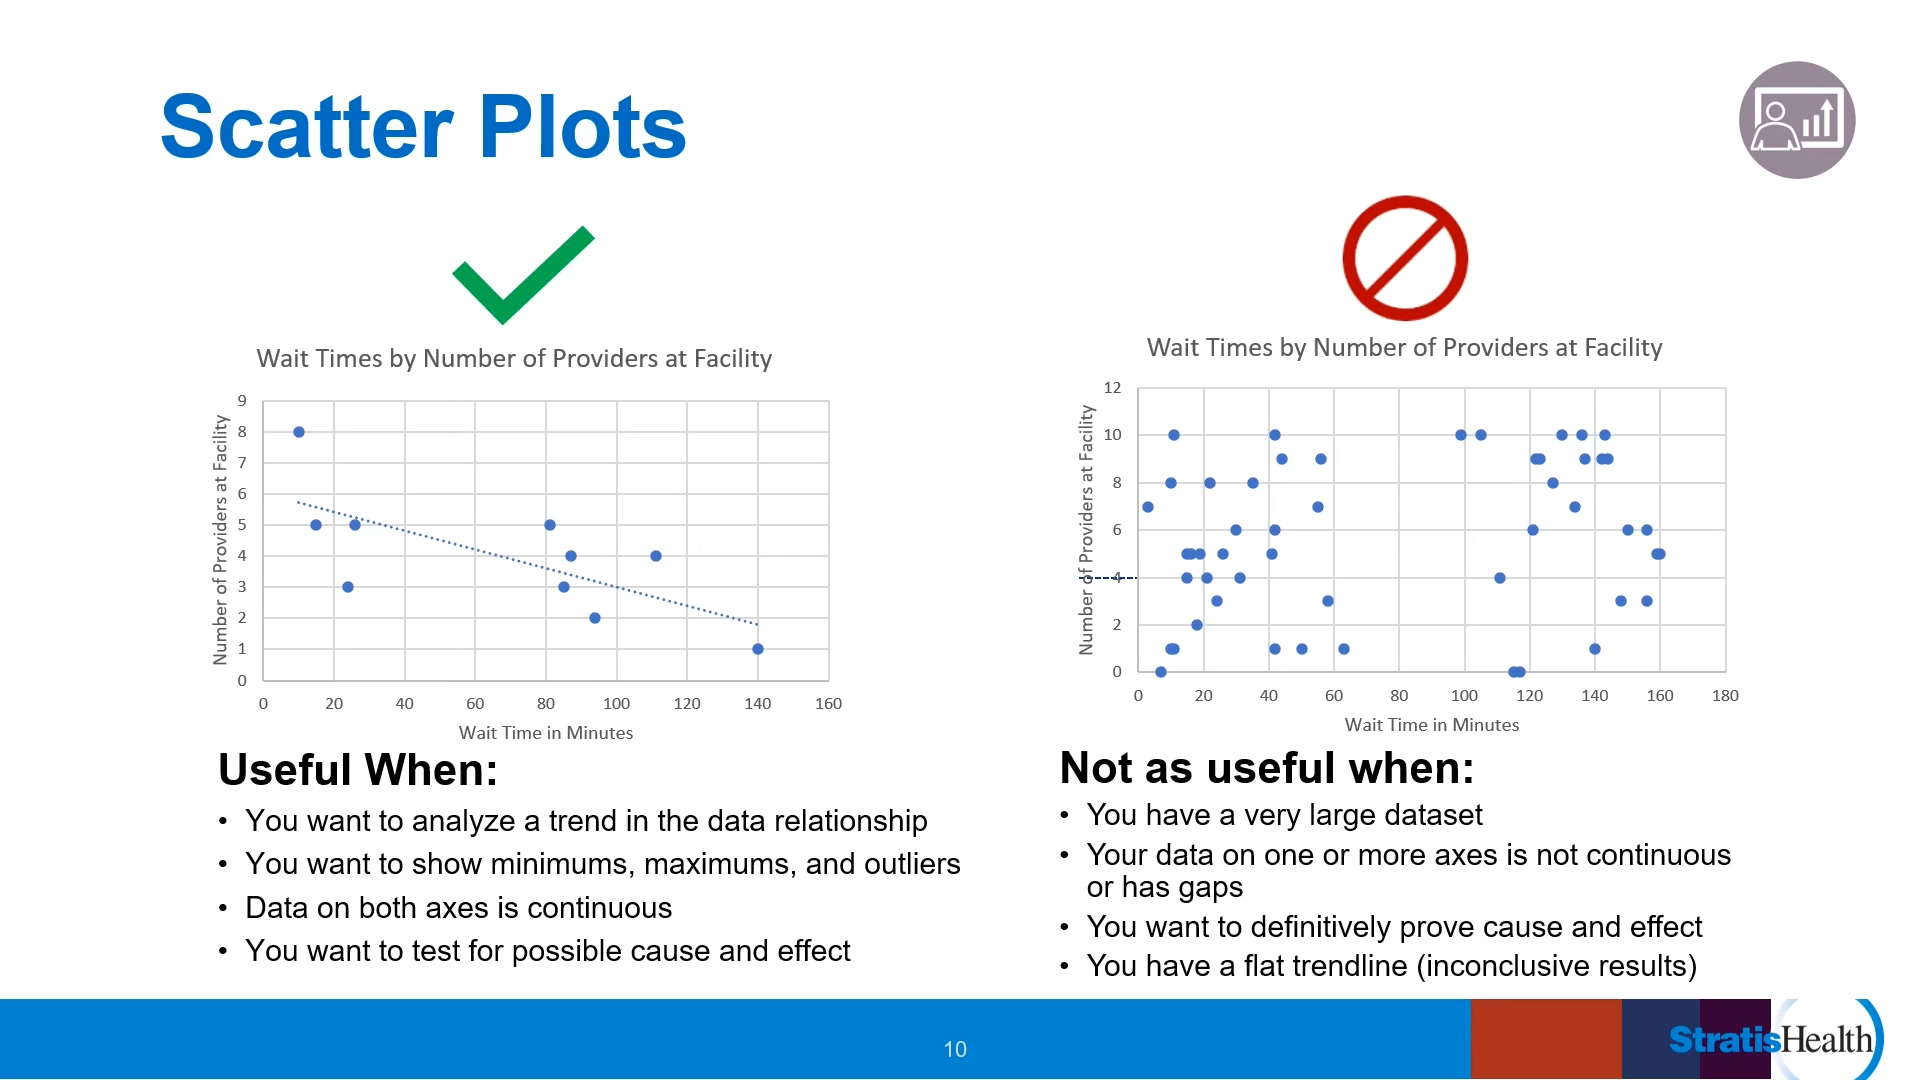 Scatter Plots
Wait Times by Number of Providers at Facility
Number of Providers at Facility
9
8
7
6
5
4
3
2
1
0
0 20 40 60 80 100 120 140 160
Wait Time in Minutes
Useful When:
• You want to analyze a trend in the data relationship
• You want to show minimums, maximums, and outliers
• Data on both axes is continuous
• You want to test for possible cause and effect
Wait Times by Number of Providers at Facility
Number of Providers at Facility
12
10
8
6
4
2
0
0 20 40 60 80 100 120 140 160 180
Wait Time in Minutes
Not as useful when:
• You have a very large dataset
• Your data on one or more axes is not continuous
or has gaps
• You want to definitively prove cause and effect
• You have a flat trendline (inconclusive results)
10
StratisHealth